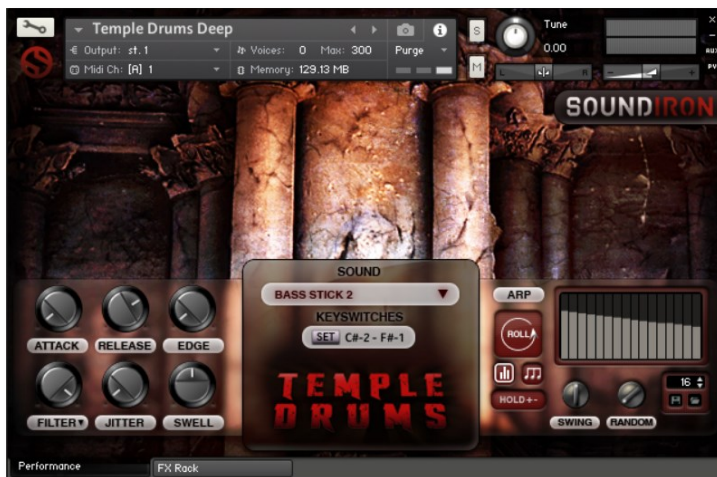 Temple Drums Deep
Output: st. 1
Voices: 0 Max: 300
Purge
Midi Ch: [A] 1
Memory: 129.13 MB
S
M
Tune
0.00
L
R
-
+
×
-
AUX
PV
SOUNDIRON
SOUND
BASS STICK 2
KEYSWITCHES
SET C#-2 - F#-1
TEMPLE
DRUMS
ATTACK RELEASE EDGE
FILTER JITTER SWELL
ARP
ROLL
HOLD+-
16
SWING RANDOM
Performance
FX Rack